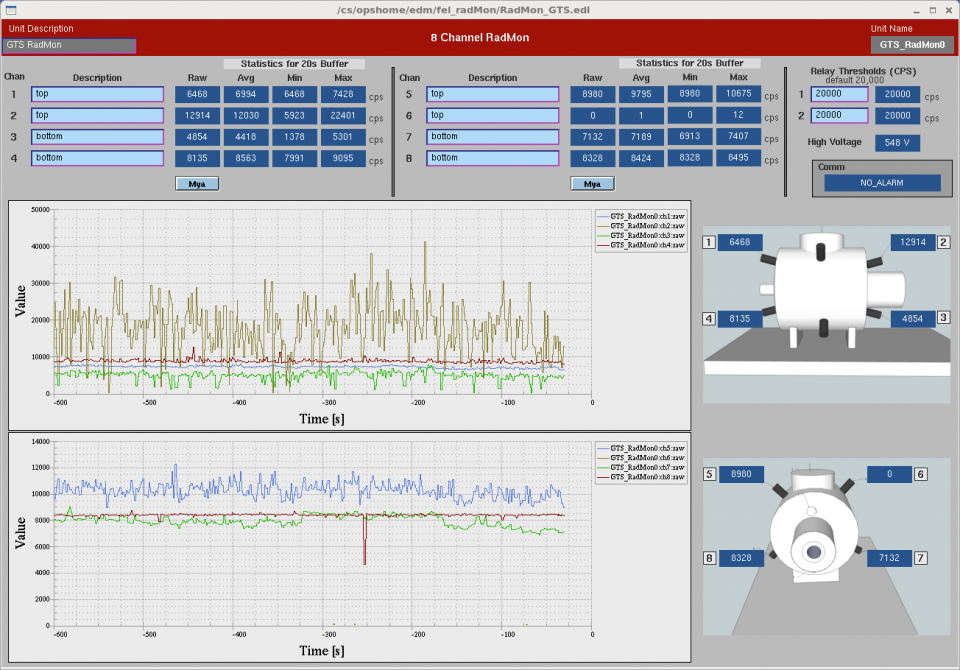 /cs/opshome/edm/fel_radMon/RadMon_GTS.edl
Unit Description
8 Channel RadMon
Unit Name
GTS RadMon
GTS_RadMon0
Statistics for 20s Buffer
Chan Description Raw Avg Min Max
1 top 6468 6994 6468 7428 cps
2 top 12914 12030 5923 22401 cps
3 bottom 4854 4418 1378 5301 cps
4 bottom 8135 8563 7991 9095 cps
Mya
Statistics for 20s Buffer
Chan Description Raw Avg Min Max
5 top 8980 9795 8980 10675 cps
6 top 0 1 0 12 cps
7 bottom 7132 7189 6913 7407 cps
8 bottom 8328 8424 8328 8495 cps
Mya
Relay Thresholds (CPS)
default 20,000
1 20000 20000 cps
2 20000 20000 cps
High Voltage 548 V
Comm
NO_ALARM
50000
40000
30000
20000
10000
0
Value
-600 -500 -400 -300 -200 -100 0
Time [s]
GTS_RadMon0:ch1:raw
GTS_RadMon0:ch2:raw
GTS_RadMon0:ch3:raw
GTS_RadMon0:ch4:raw
1 6468 12914 2
4 8135 4854 3
14000
12000
10000
8000
6000
4000
2000
0
Value
-600 -500 -400 -300 -200 -100 0
Time [s]
GTS_RadMon0:ch5:raw
GTS_RadMon0:ch6:raw
GTS_RadMon0:ch7:raw
GTS_RadMon0:ch8:raw
5 8980 0 6
8 8328 7132 7